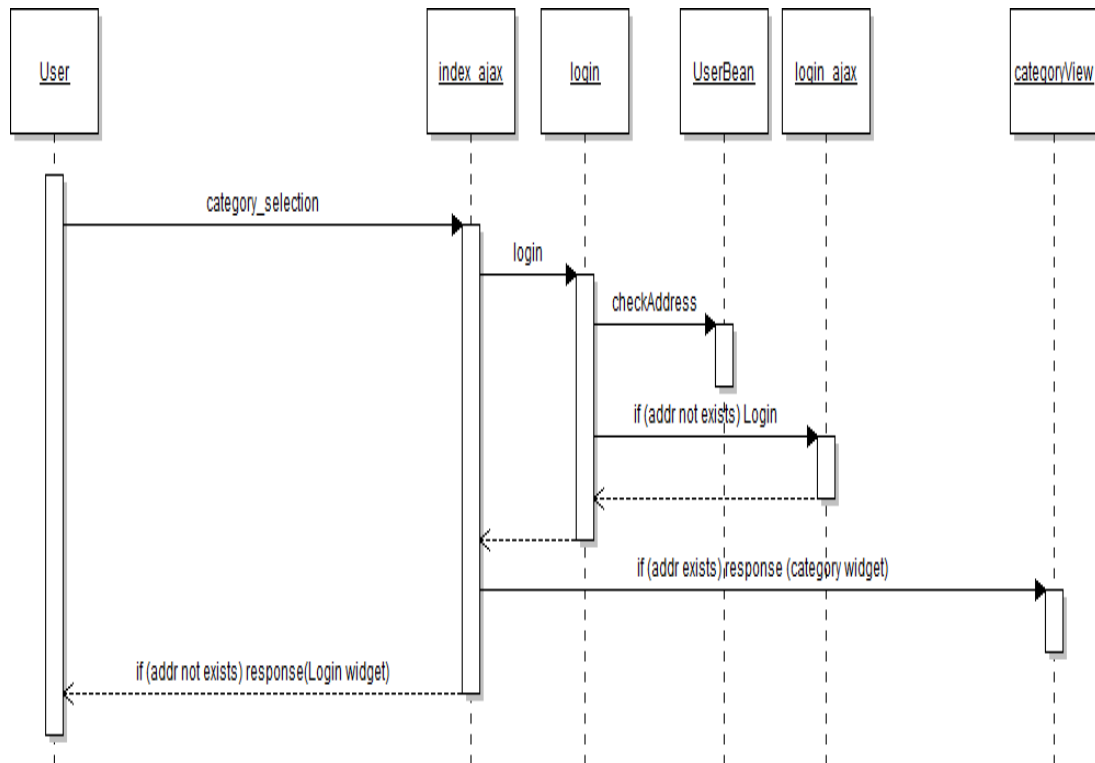 User
index_ajax
login
UserBean
login_ajax
categoryView
category_selection
login
checkAddress
if (addr not exists) Login
if (addr exists) response (category widget)
if (addr not exists) response(Login widget)